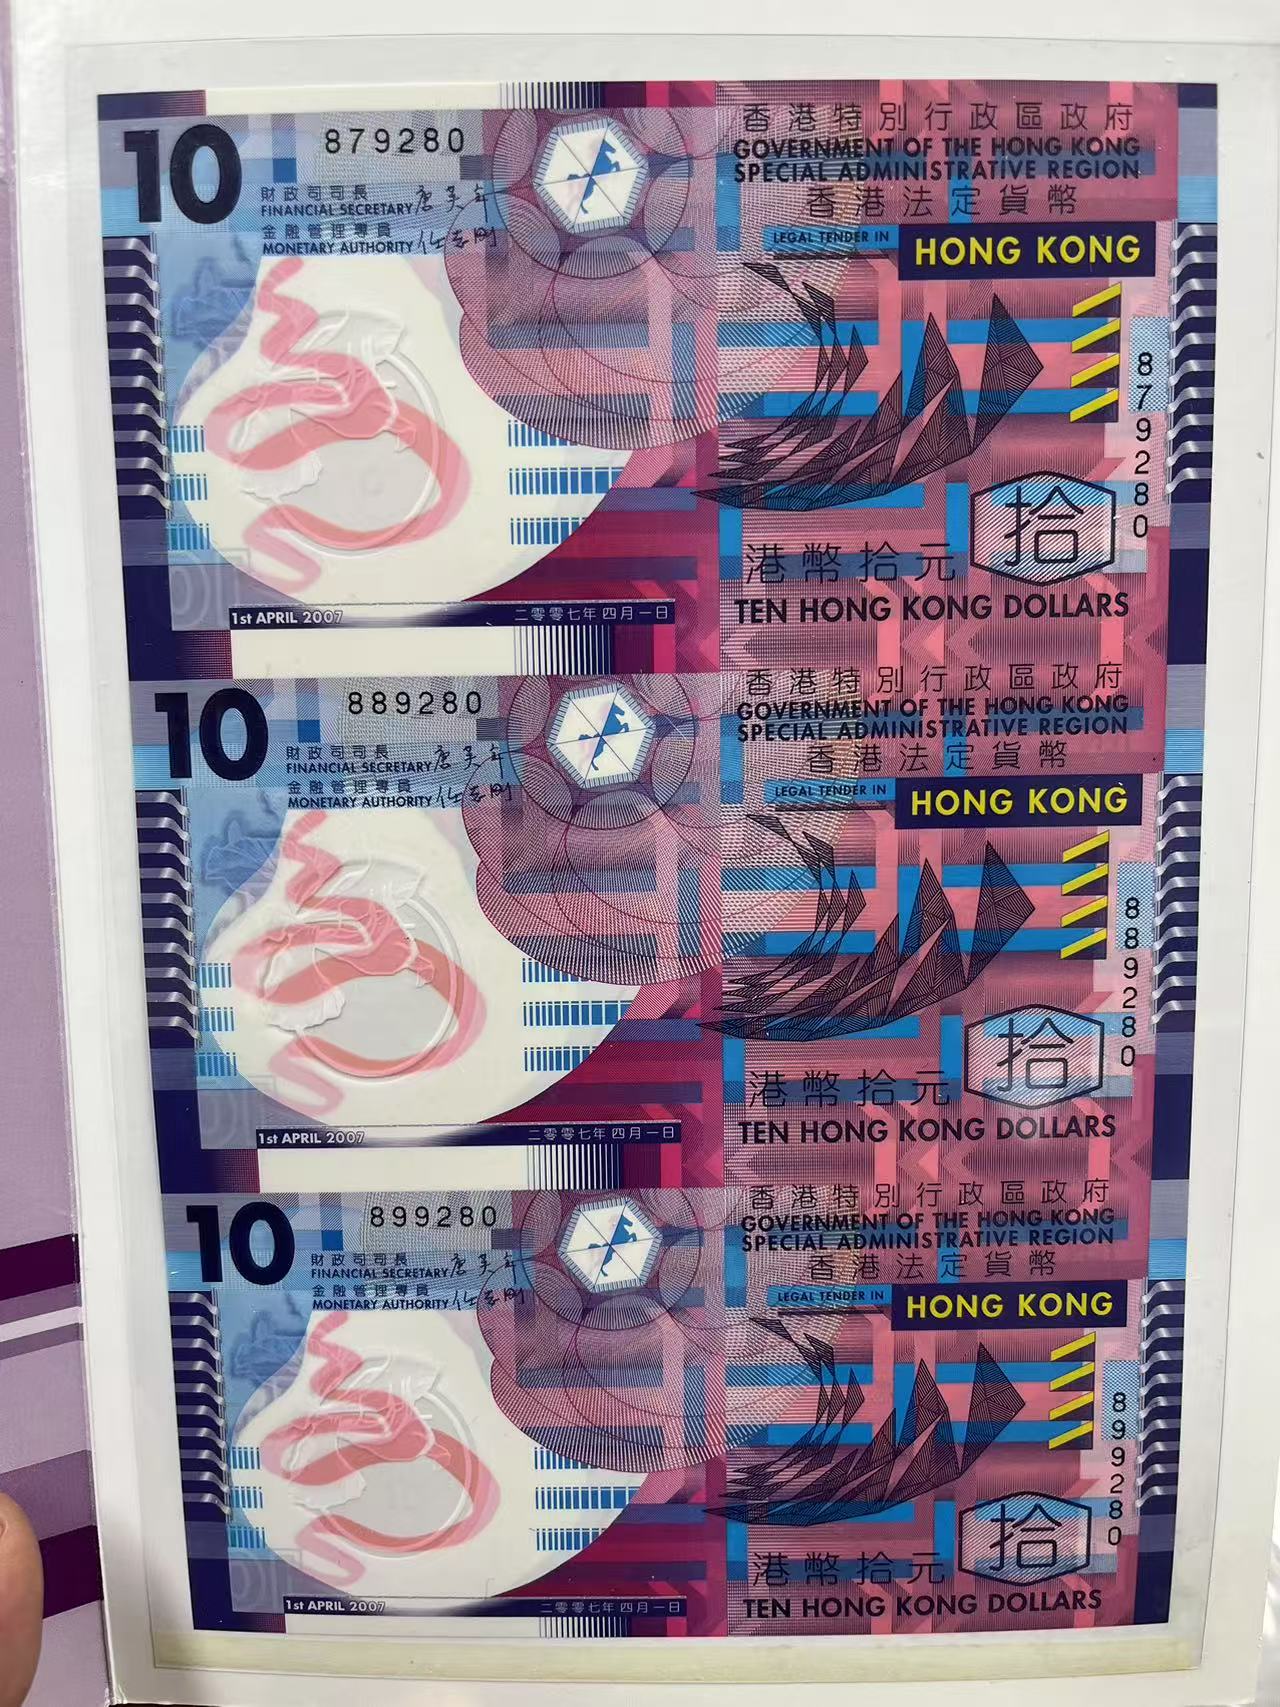 10
879280
香港特別行政區政府
GOVERNMENT OF THE HONG KONG
SPECIAL ADMINISTRATIVE REGION
香港法定貨幣
財政司司長
FINANCIAL SECRETARY
金融管理專員
MONETARY AUTHORITY
LEGAL TENDER IN
HONG KONG
879280
拾
港幣拾元
TEN HONG KONG DOLLARS
1st APRIL 2007
二零零七年四月一日
10
889280
香港特別行政區政府
GOVERNMENT OF THE HONG KONG
SPECIAL ADMINISTRATIVE REGION
香港法定貨幣
財政司司長
FINANCIAL SECRETARY
金融管理專員
MONETARY AUTHORITY
LEGAL TENDER IN
HONG KONG
889280
拾
港幣拾元
TEN HONG KONG DOLLARS
1st APRIL 2007
二零零七年四月一日
10
899280
香港特別行政區政府
GOVERNMENT OF THE HONG KONG
SPECIAL ADMINISTRATIVE REGION
香港法定貨幣
財政司司長
FINANCIAL SECRETARY
金融管理專員
MONETARY AUTHORITY
LEGAL TENDER IN
HONG KONG
899280
拾
港幣拾元
TEN HONG KONG DOLLARS
1st APRIL 2007
二零零七年四月一日